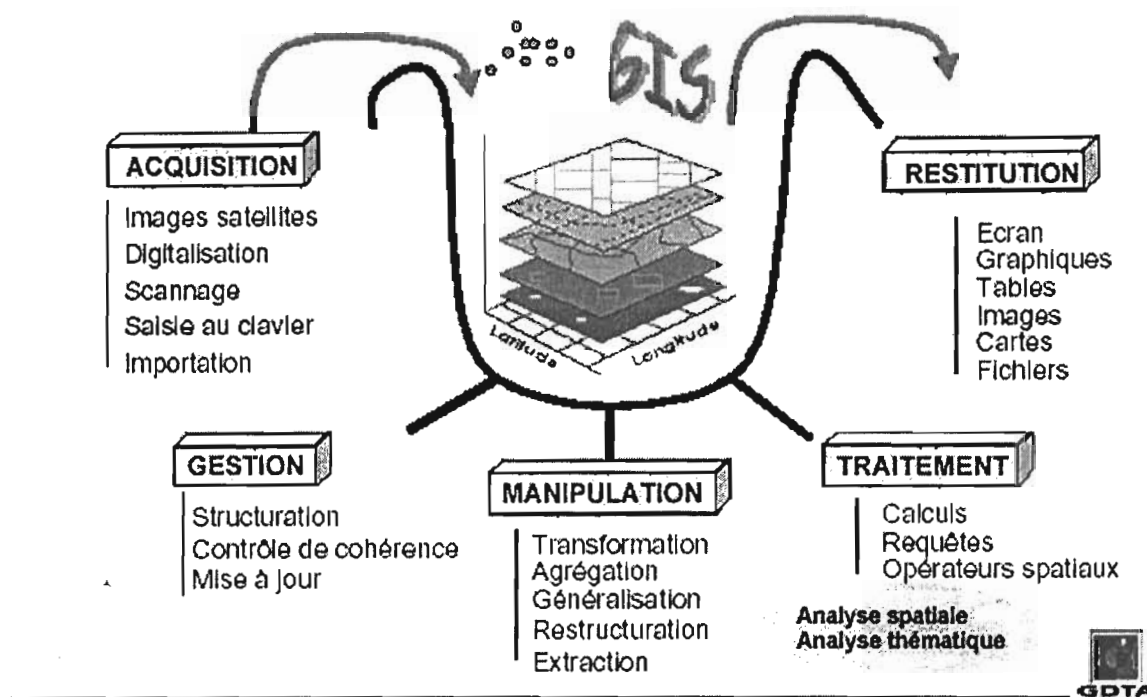 GIS
ACQUISITION
Images satellites
Digitalisation
Scannage
Saisie au clavier
Importation
Latitude
Longitude
RESTITUTION
Ecran
Graphiques
Tables
Images
Cartes
Fichiers
GESTION
Structuration
Contrôle de cohérence
Mise à jour
MANIPULATION
Transformation
Agrégation
Généralisation
Restructuration
Extraction
TRAITEMENT
Calculs
Requêtes
Opérateurs spatiaux
Analyse spatiale
Analyse thématique
GDTA